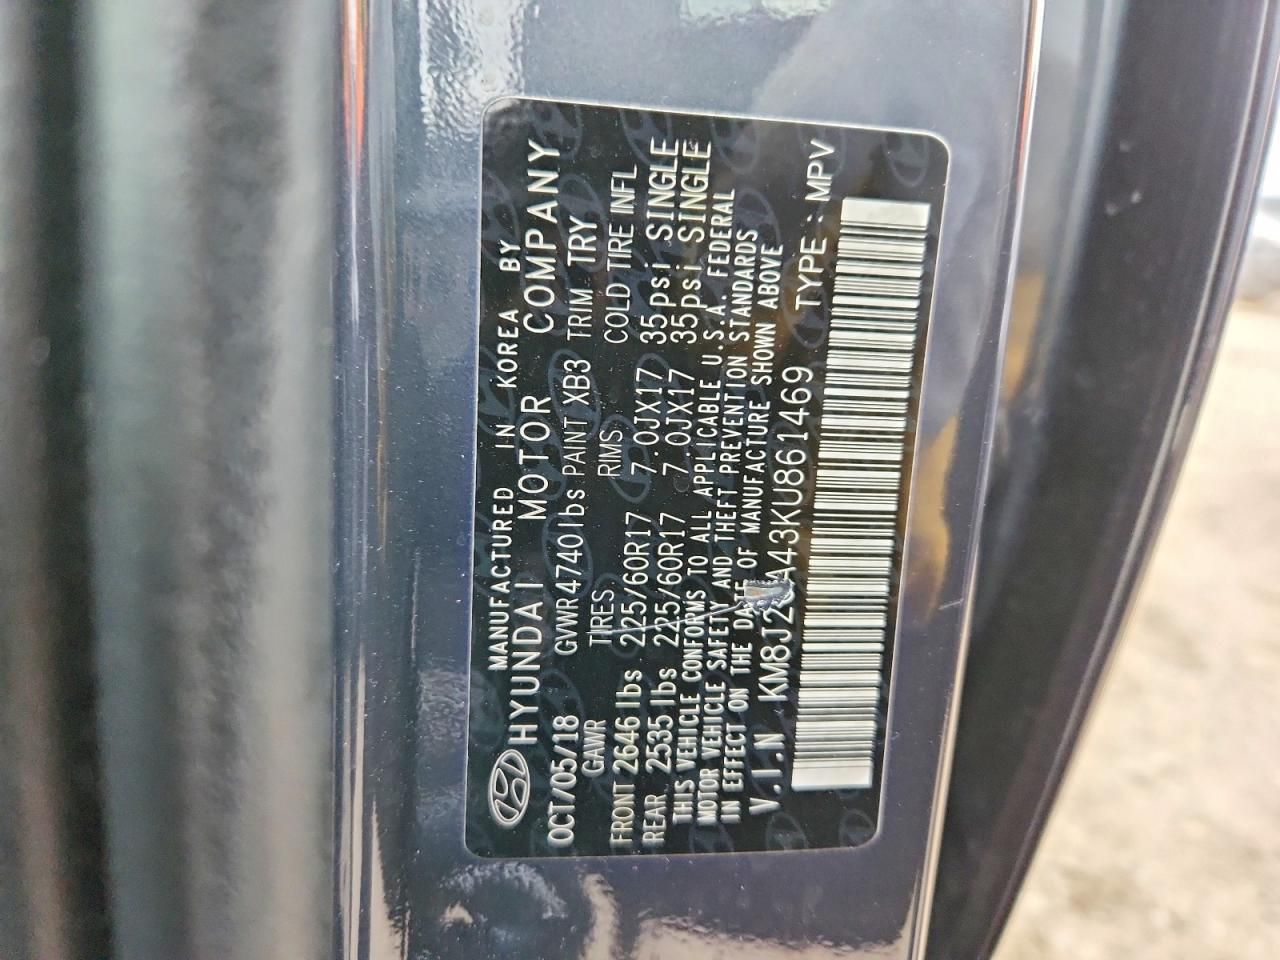 MANUFACTURED IN KOREA BY
HYUNDAI MOTOR COMPANY
OCT/05/18 GVWR4740lbs PAINT XB3 TRIM TRY
GAWR TIRES RIMS COLD TIRE INFL
FRONT 2646 lbs 225/60R17 7.0JX17 35psi SINGLE
REAR 2535 lbs 225/60R17 7.0JX17 35psi SINGLE
THIS VEHICLE CONFORMS TO ALL APPLICABLE U.S.A. FEDERAL
MOTOR VEHICLE SAFETY AND THEFT PREVENTION STANDARDS
IN EFFECT ON THE DATE OF MANUFACTURE SHOWN ABOVE
V.I.N KM8J2 A43KU861469 TYPE : MPV